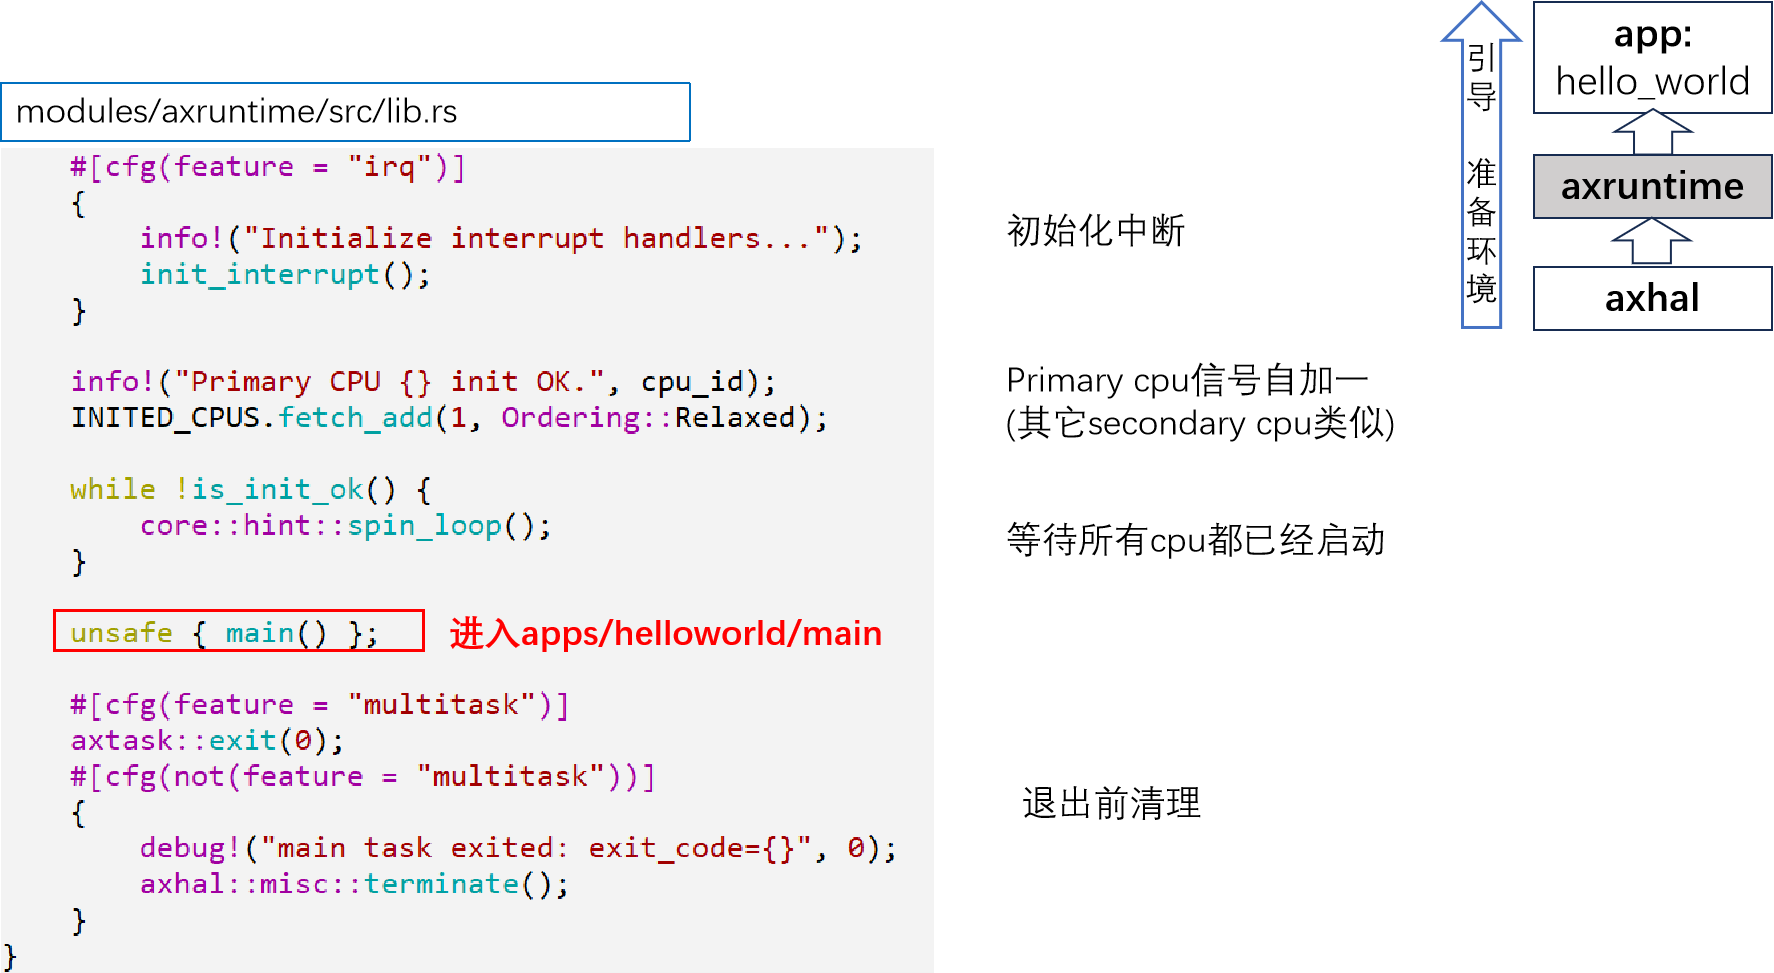 modules/axruntime/src/lib.rs
#[cfg(feature = "irq")]
{
info!("Initialize interrupt handlers...");
init_interrupt();
}
info!("Primary CPU {} init OK.", cpu_id);
INITED_CPUS.fetch_add(1, Ordering::Relaxed);
while !is_init_ok() {
core::hint::spin_loop();
}
unsafe { main() };
进入apps/helloworld/main
#[cfg(feature = "multitask")]
axtask::exit(0);
#[cfg(not(feature = "multitask"))]
{
debug!("main task exited: exit_code={}", 0);
axhal::misc::terminate();
}
}
初始化中断
Primary cpu信号自加一
(其它secondary cpu类似)
等待所有cpu都已经启动
退出前清理
引导 准备环境
app:
hello_world
axruntime
axhal